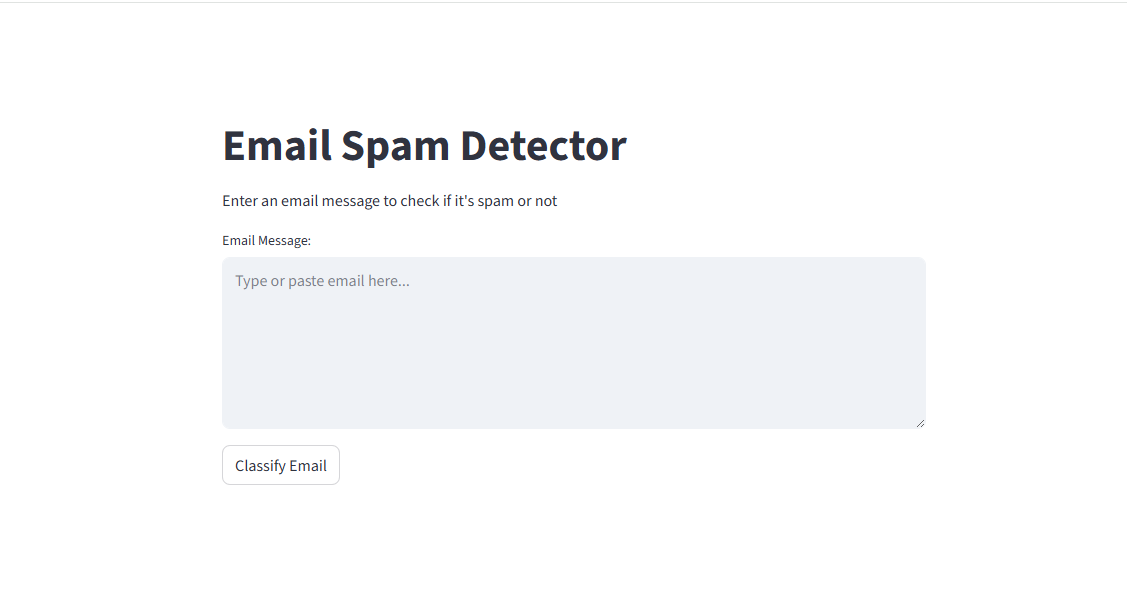 Email Spam Detector
Enter an email message to check if it's spam or not
Email Message:
Type or paste email here...
Classify Email